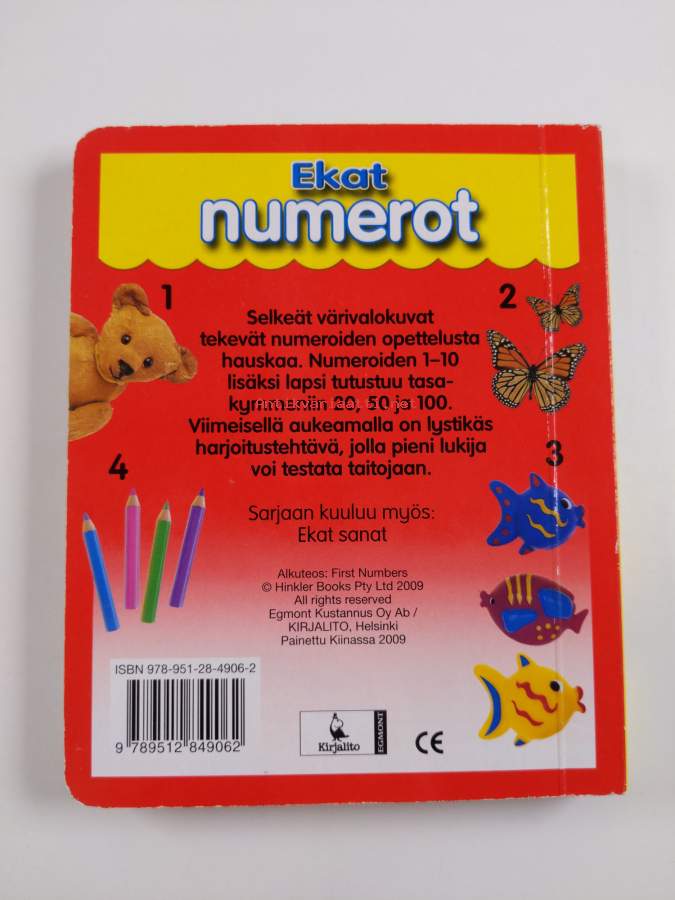 Ekat
numerot
1
2
Selkeät värivalokuvat
tekevät numeroiden opettelusta
hauskaa. Numeroiden 1–10
lisäksi lapsi tutustuu tasa-
kymmeniin 20, 50 ja 100.
Viimeisellä aukeamalla on lystikäs
harjoitustehtävä, jolla pieni lukija
voi testata taitojaan.
Antikvariaatti.net
4
3
Sarjaan kuuluu myös:
Ekat sanat
Alkuteos: First Numbers
© Hinkler Books Pty Ltd 2009
All rights reserved
Egmont Kustannus Oy Ab /
KIRJALITO, Helsinki
Painettu Kiinassa 2009
ISBN 978-951-28-4906-2
9 789512 849062
Kirjalito
EGMONT
CE